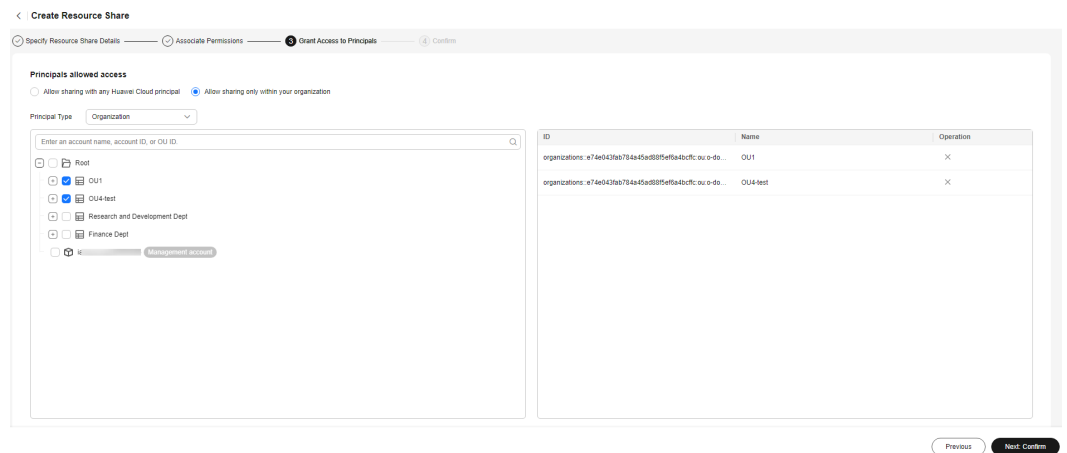 Create Resource Share
Specify Resource Share Details Associate Permissions 3 Grant Access to Principals 4 Confirm
Principals allowed access
Allow sharing with any Huawei Cloud principal Allow sharing only within your organization
Principal Type Organization
Enter an account name, account ID, or OU ID.
Root
OU1
OU4-test
Research and Development Dept
Finance Dept
Management account
ID Name Operation
organizations::e74e043fab784a45ad88f5ef6a4bcffc:ou:o-do... OU1
organizations::e74e043fab784a45ad88f5ef6a4bcffc:ou:o-do... OU4-test
Previous Next: Confirm